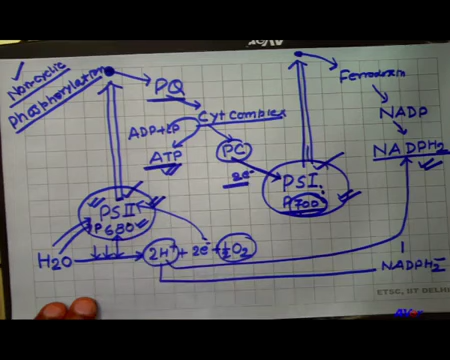 Non-cyclic
phosphorylation
PQ
Cyt complex
ADP+iP
ATP
PC
2e⁻
Ferrodoxin
NADP
NADPH2
PSI
P700
PSII
P680
H2O
2H⁺ + 2e⁻ + ½O2
NADPH2⁻
ETSC, IIT DELHI